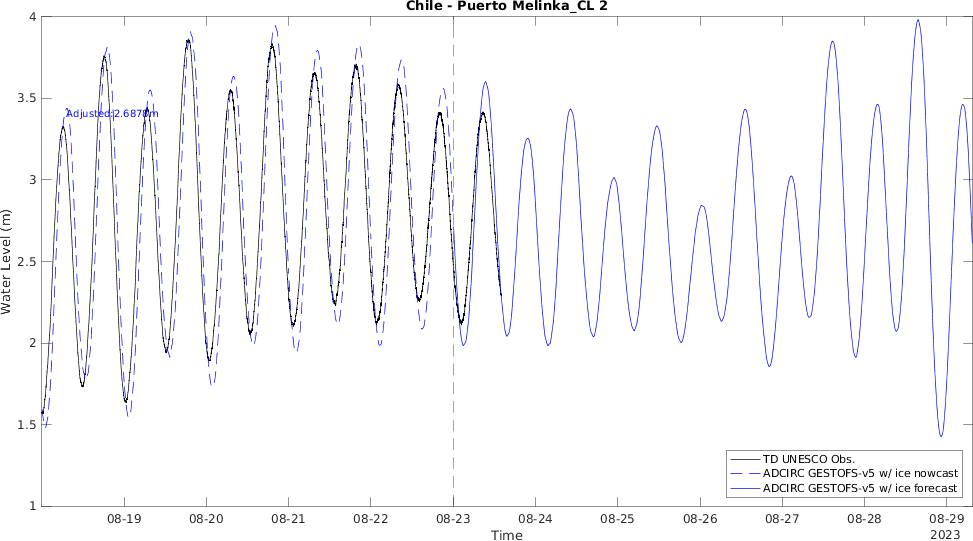 Chile - Puerto Melinka_CL 2
4
3.5
3
2.5
2
1.5
1
Water Level (m)
Adjusted:2.6878m
08-19 08-20 08-21 08-22 08-23 08-24 08-25 08-26 08-27 08-28 08-29
2023
Time
TD UNESCO Obs.
ADCIRC GESTOFS-v5 w/ ice nowcast
ADCIRC GESTOFS-v5 w/ ice forecast